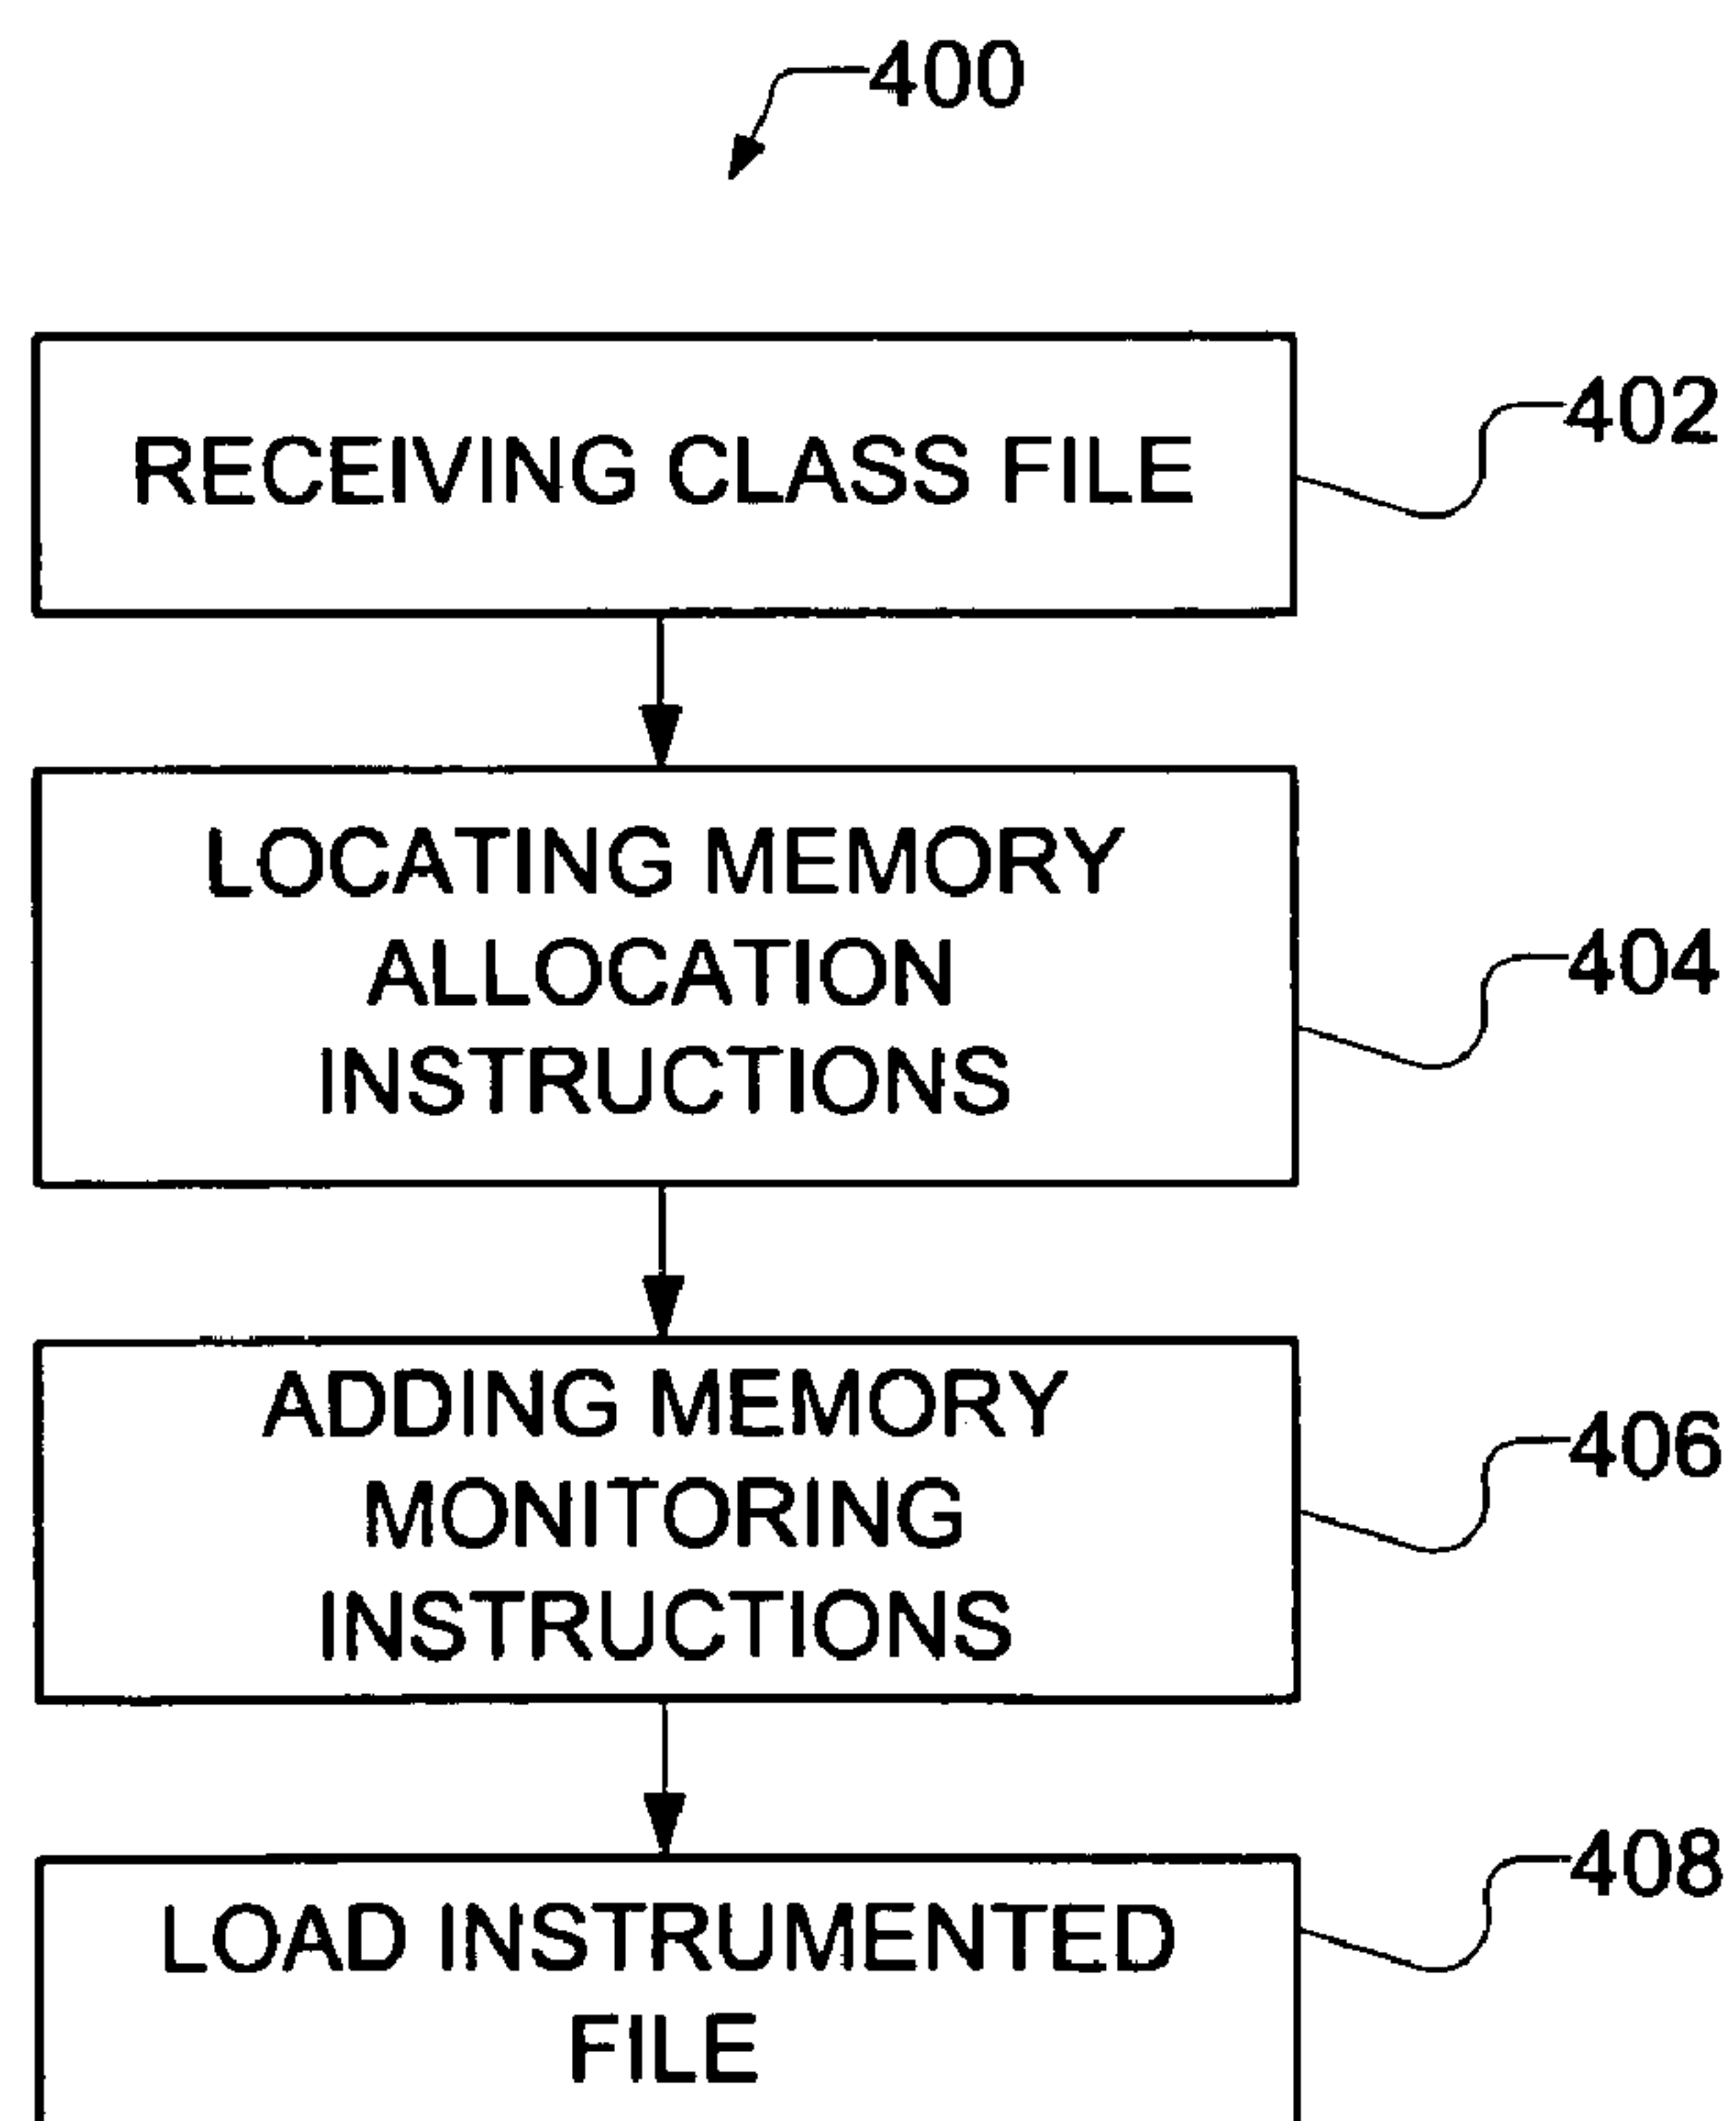 400
RECEIVING CLASS FILE
402
LOCATING MEMORY
ALLOCATION
INSTRUCTIONS
404
ADDING MEMORY
MONITORING
INSTRUCTIONS
406
LOAD INSTRUMENTED
FILE
408